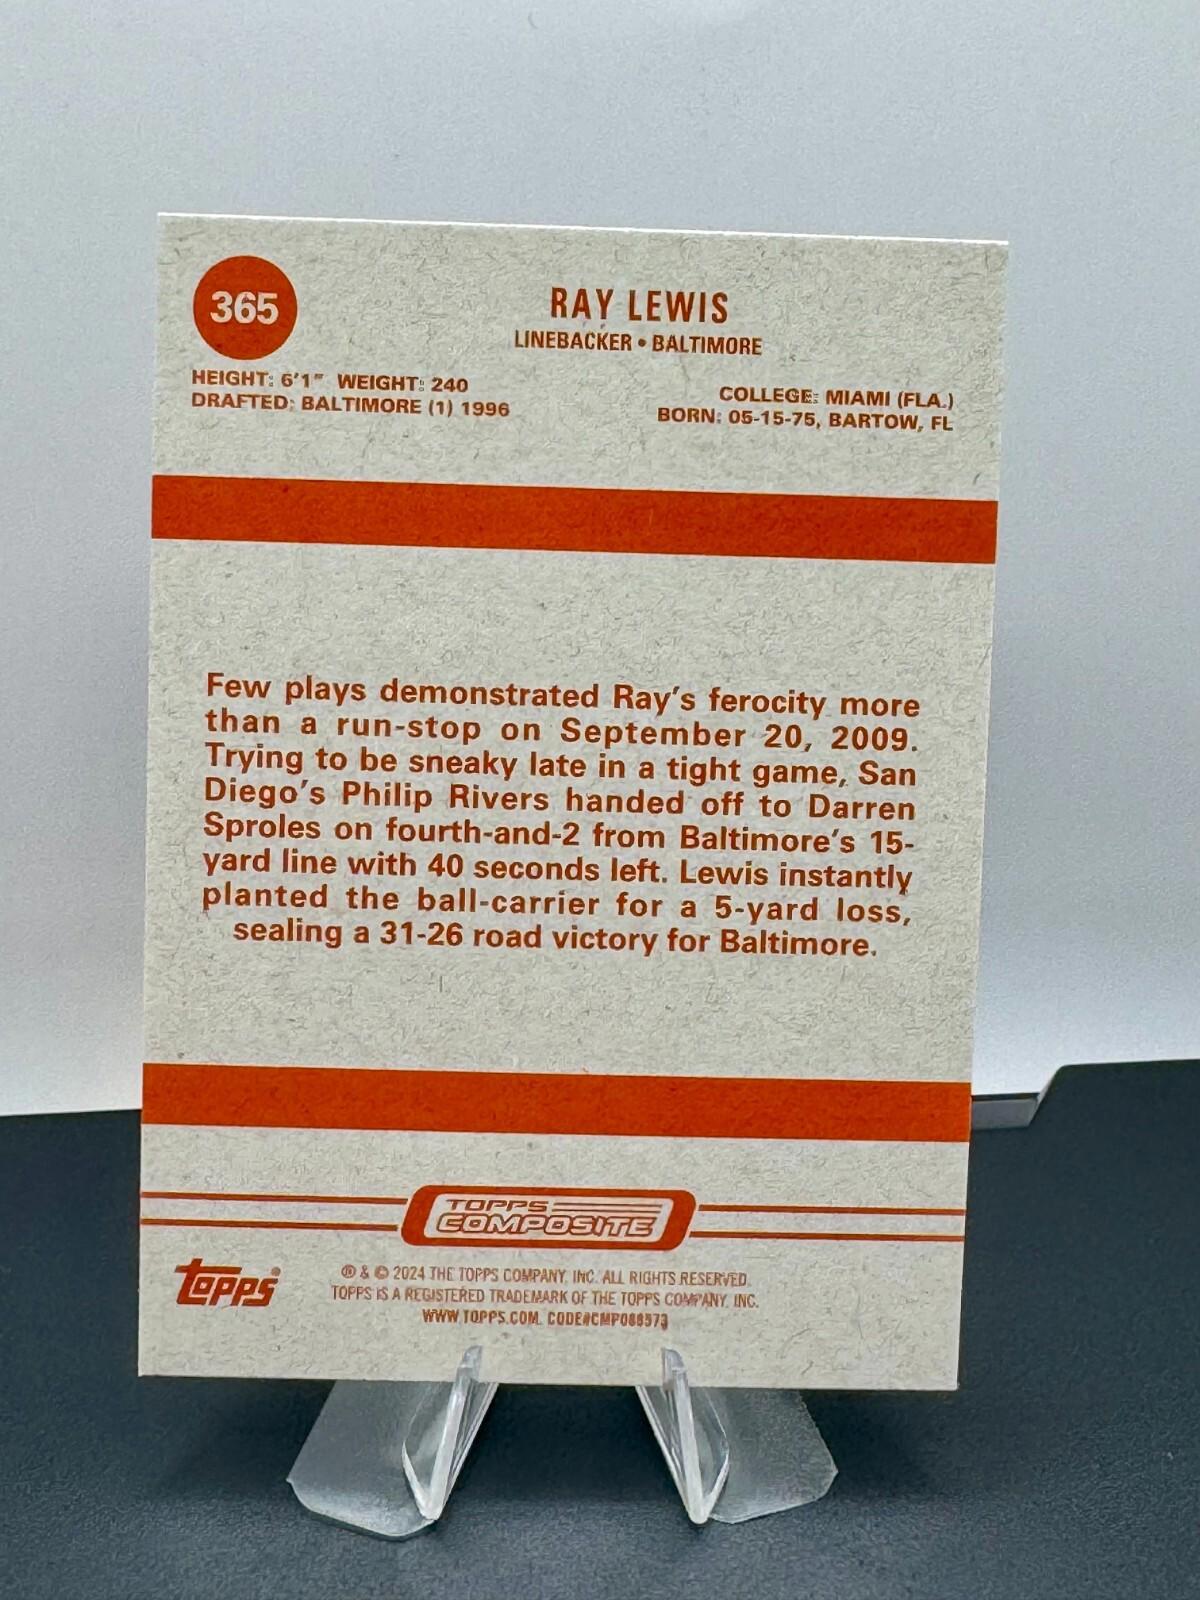 365
RAY LEWIS
LINEBACKER • BALTIMORE
HEIGHT: 6'1" WEIGHT: 240
DRAFTED: BALTIMORE (1) 1996
COLLEGE: MIAMI (FLA.)
BORN: 05-15-75, BARTOW, FL
Few plays demonstrated Ray's ferocity more
than a run-stop on September 20, 2009.
Trying to be sneaky late in a tight game, San
Diego's Philip Rivers handed off to Darren
Sproles on fourth-and-2 from Baltimore's 15-
yard line with 40 seconds left. Lewis instantly
planted the ball-carrier for a 5-yard loss,
sealing a 31-26 road victory for Baltimore.
TOPPS
COMPOSITE
topps®
® & © 2024 THE TOPPS COMPANY, INC. ALL RIGHTS RESERVED.
TOPPS IS A REGISTERED TRADEMARK OF THE TOPPS COMPANY, INC.
WWW.TOPPS.COM. CODE#CMP088573